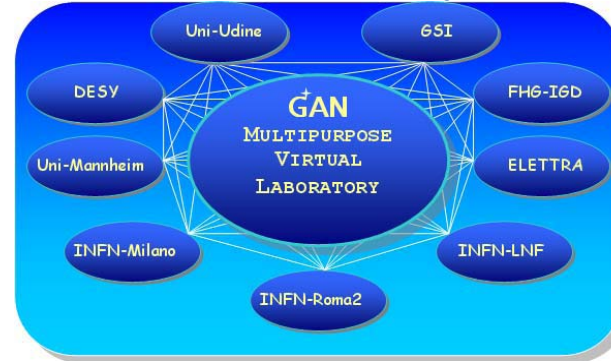 Uni-Udine
GSI
DESY
FHG-IGD
GAN
MULTIPURPOSE
VIRTUAL
LABORATORY
Uni-Mannheim
ELETTRA
INFN-Milano
INFN-LNF
INFN-Roma2